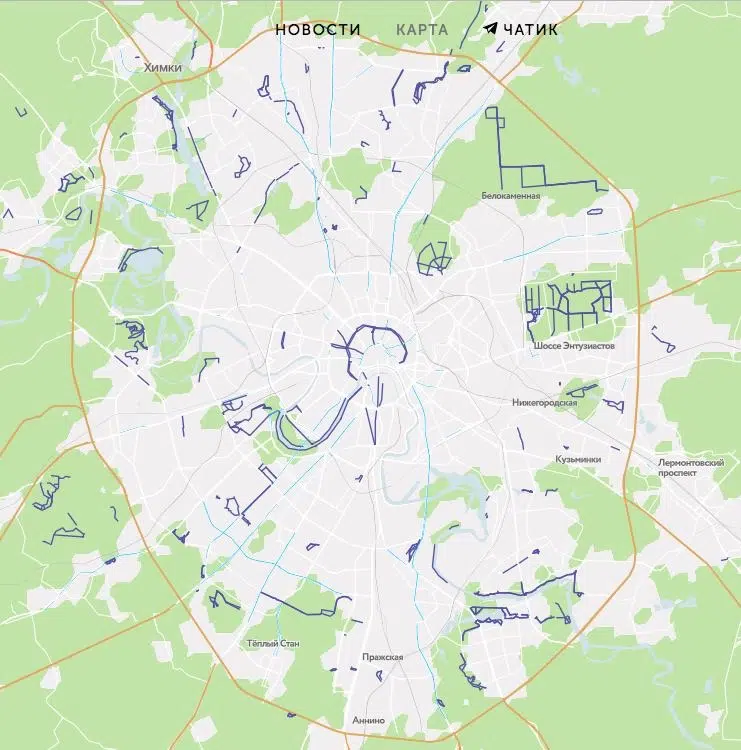 НОВОСТИ КАРТА ЧАТИК
Химки
Белокаменная
Шоссе Энтузиастов
Нижегородская
Кузьминки
Лермонтовский
проспект
Тёплый Стан
Пражская
Аннино